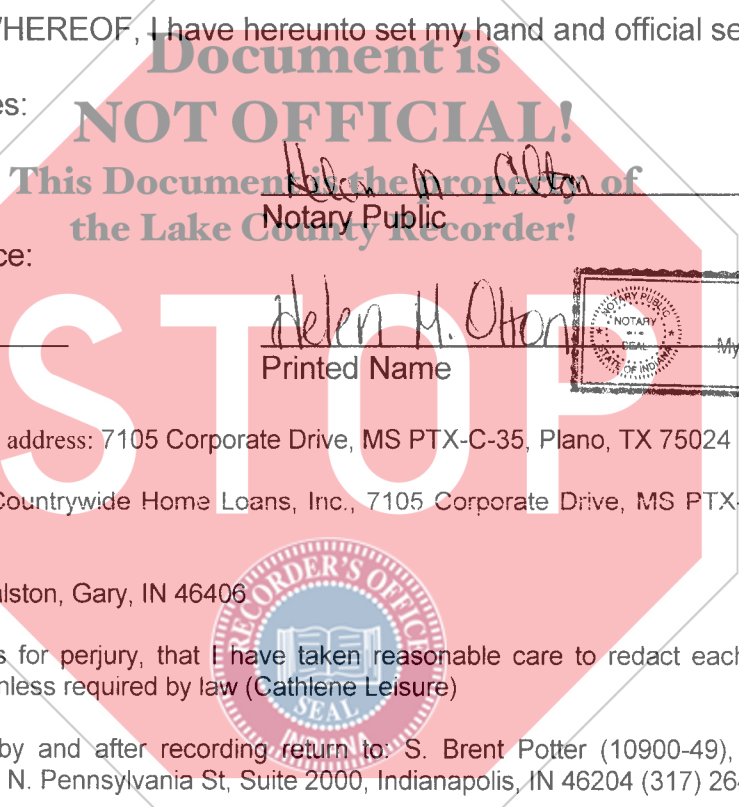 WHEREOF, I have hereunto set my hand and official se
Document is
es:
NOT OFFICIAL!
This Document is the property of
Helen M Olton
the Lake County Recorder!
Notary Public
ce:
Helen M. Olton
NOTARY PUBLIC
NOTARY
SEAL
STATE OF INDIANA
My
Printed Name
STOP
address: 7105 Corporate Drive, MS PTX-C-35, Plano, TX 75024
Countrywide Home Loans, Inc., 7105 Corporate Drive, MS PTX-
alston, Gary, IN 46406
RECORDER'S OFFICE
s for perjury, that I have taken reasonable care to redact each
nless required by law (Cathlene Leisure)
SEAL
INDIANA
by and after recording return to: S. Brent Potter (10900-49),
N. Pennsylvania St, Suite 2000, Indianapolis, IN 46204 (317) 264